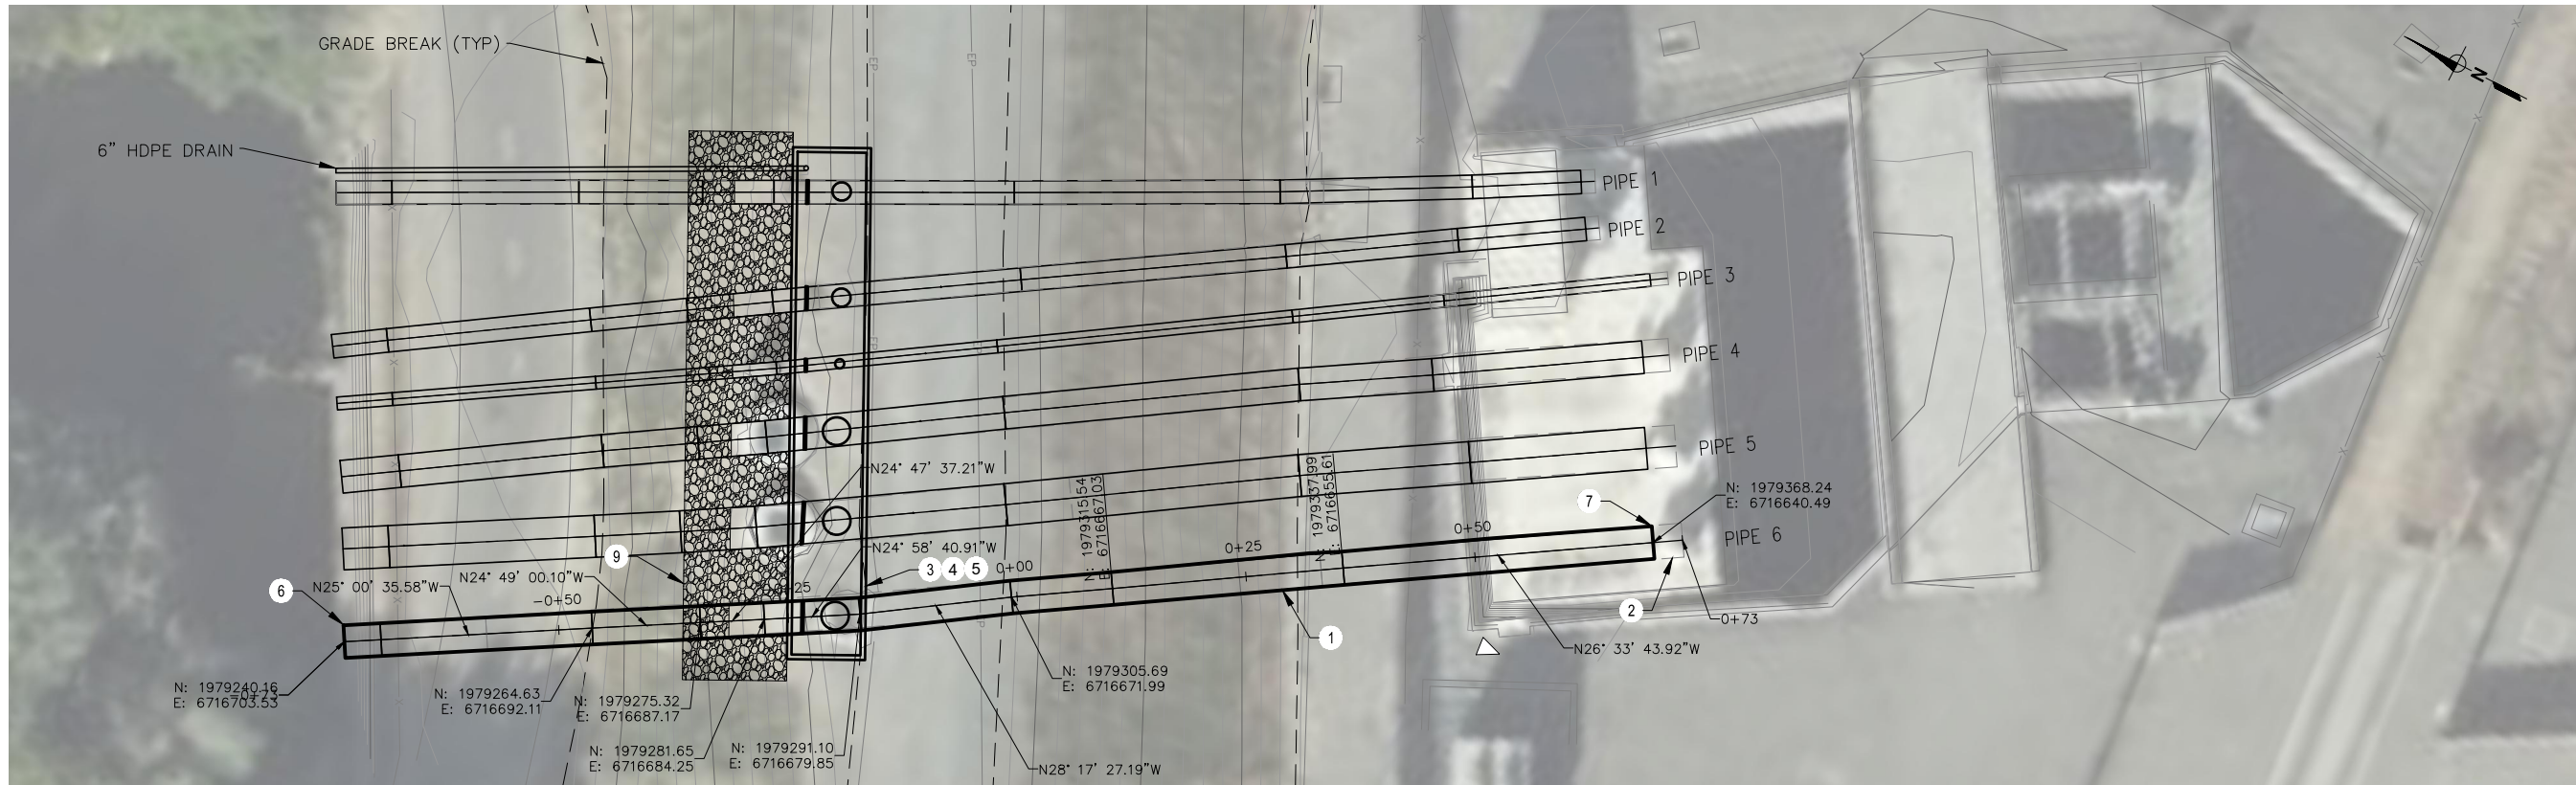 GRADE BREAK (TYP)
EP
EP
N
6" HDPE DRAIN
PIPE 1
PIPE 2
PIPE 3
EP
EP
PIPE 4
PIPE 5
N24° 47' 37.21"W
N: 1979315.54
E: 6716667.03
N: 1979337.99
E: 6716655.61
7
N: 1979368.24
E: 6716640.49
0+50
PIPE 6
9
N24° 58' 40.91"W
0+25
3 4 5
0+00
6
N25° 00' 35.58"W
N24° 49' 00.10"W
-0+50
2
0+73
1
N26° 33' 43.92"W
N: 1979305.69
E: 6716671.99
N: 1979240.16
-0+73
E: 6716703.53
N: 1979264.63
E: 6716692.11
N: 1979275.32
E: 6716687.17
N: 1979281.65
E: 6716684.25
N: 1979291.10
E: 6716679.85
N28° 17' 27.19"W